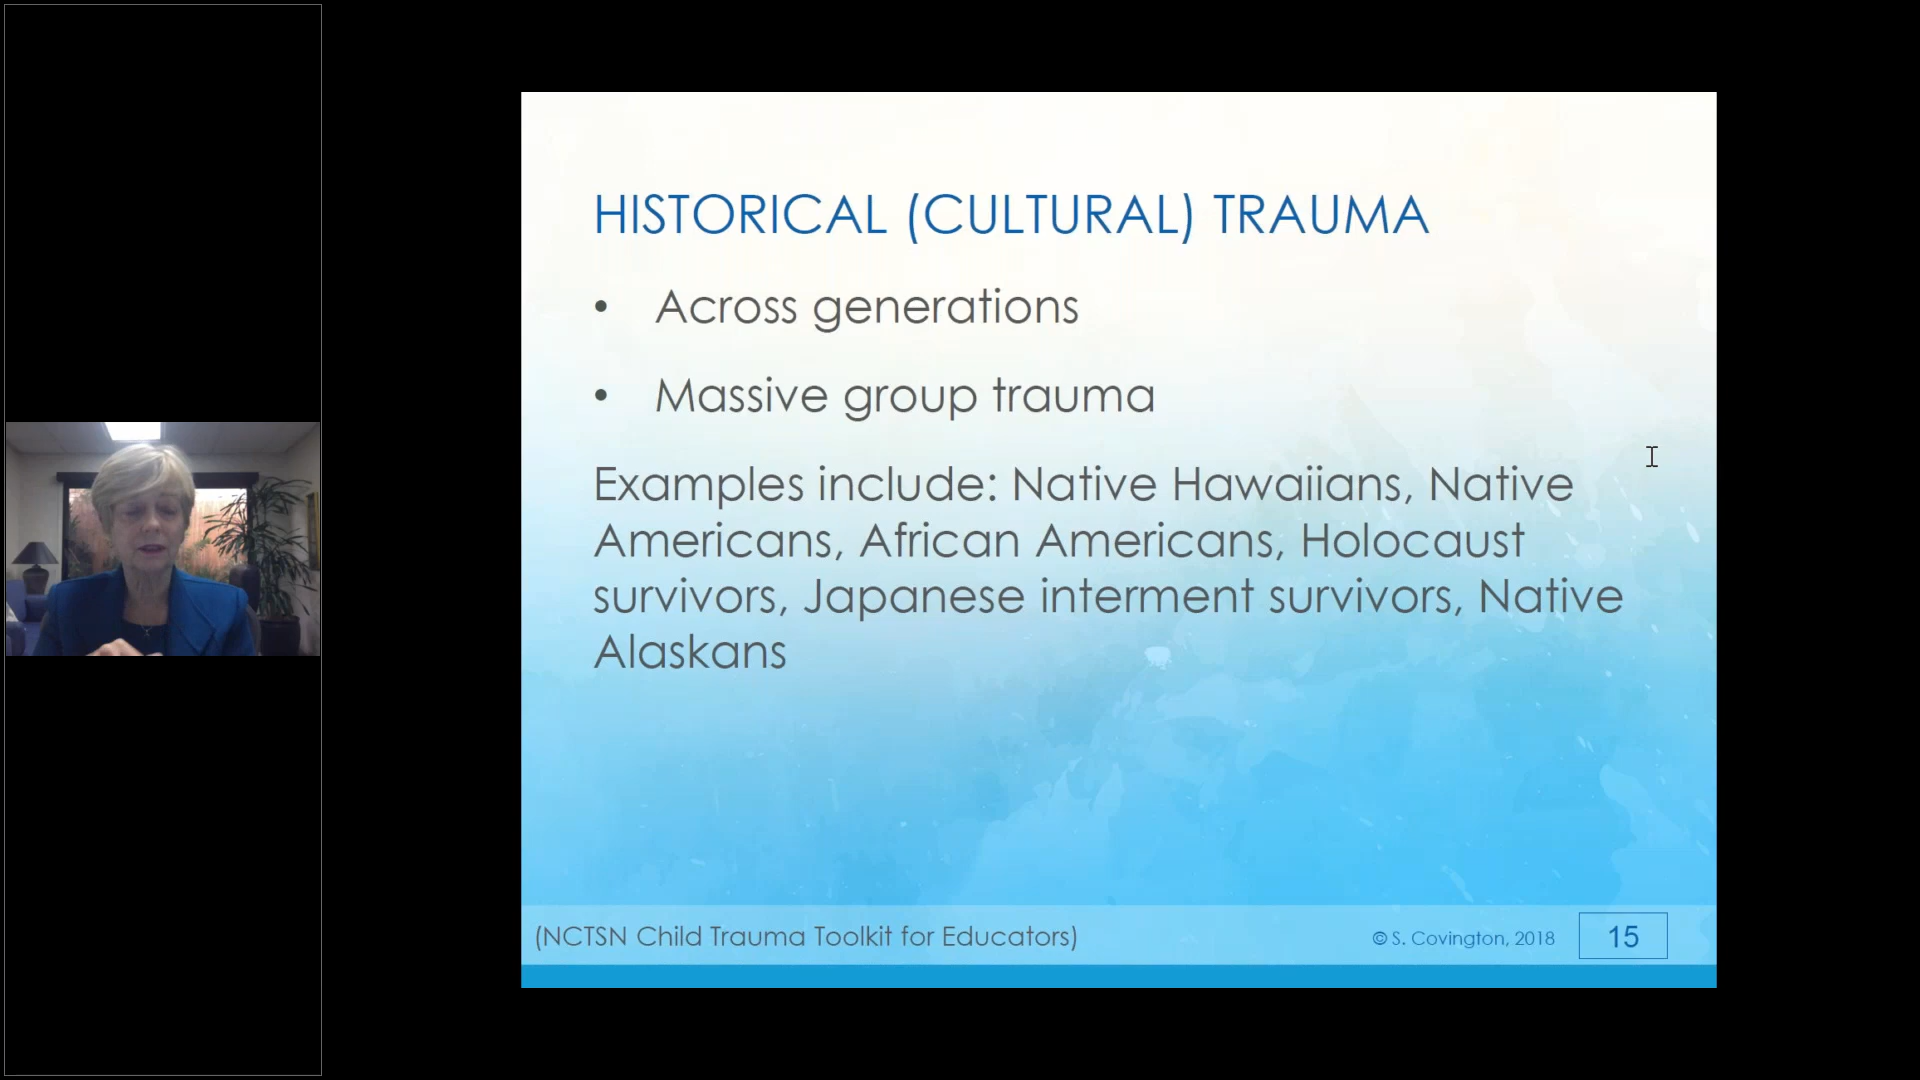 HISTORICAL (CULTURAL) TRAUMA
• Across generations
• Massive group trauma
Examples include: Native Hawaiians, Native
Americans, African Americans, Holocaust
survivors, Japanese interment survivors, Native
Alaskans
(NCTSN Child Trauma Toolkit for Educators)
© S. Covington, 2018
15